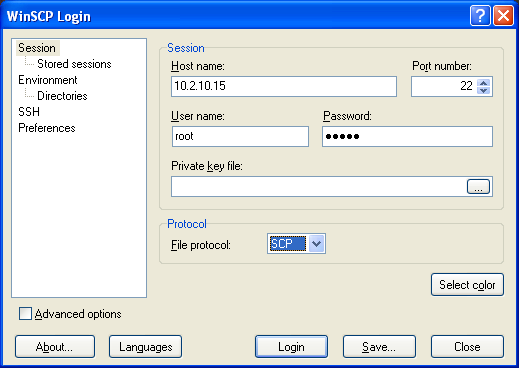 WinSCP Login
Session
Stored sessions
Environment
Directories
SSH
Preferences
Advanced options
Session
Host name:
Port number:
10.2.10.15
22
User name:
Password:
root
●●●●●
Private key file:
...
Protocol
File protocol:
SCP
Select color
About...
Languages
Login
Save...
Close